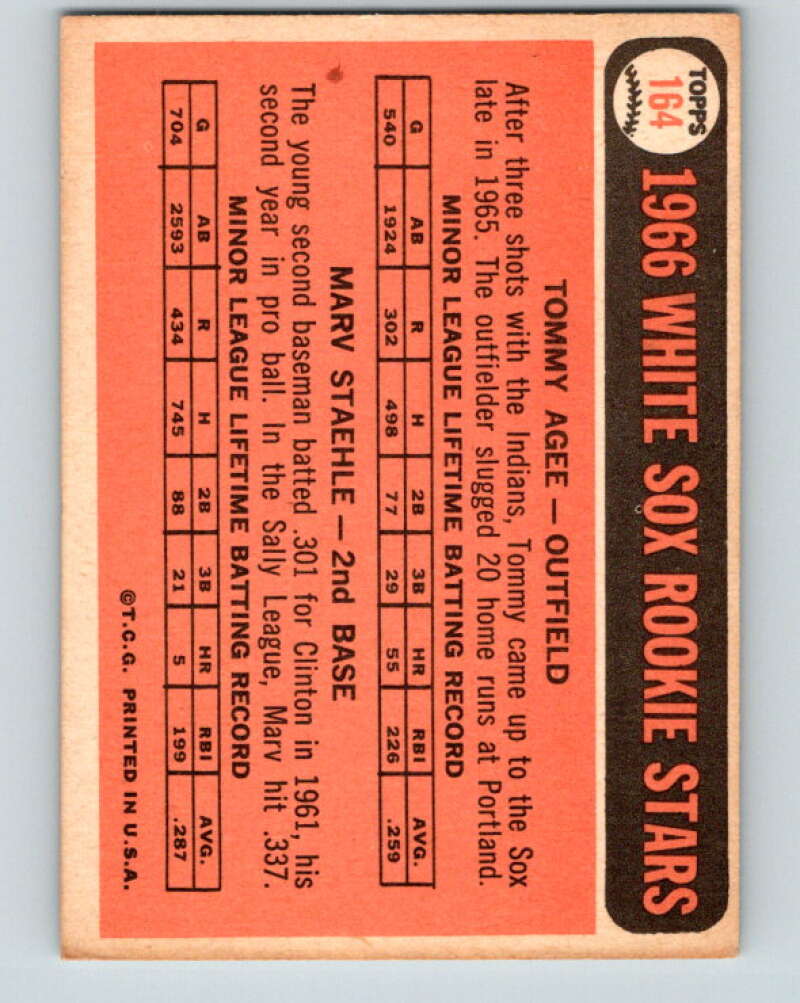 TOPPS
164
1966 WHITE SOX ROOKIE STARS
TOMMY AGEE — OUTFIELD
After three shots with the Indians, Tommy came up to the Sox
late in 1965. The outfielder slugged 20 home runs at Portland.
MINOR LEAGUE LIFETIME BATTING RECORD
G AB R H 2B 3B HR RBI AVG.
540 1924 302 498 77 29 55 226 .259
MARV STAEHLE — 2nd BASE
The young second baseman batted .301 for Clinton in 1961, his
second year in pro ball. In the Sally League, Marv hit .337.
MINOR LEAGUE LIFETIME BATTING RECORD
G AB R H 2B 3B HR RBI AVG.
704 2593 434 745 88 21 5 199 .287
©T.C.G. PRINTED IN U.S.A.